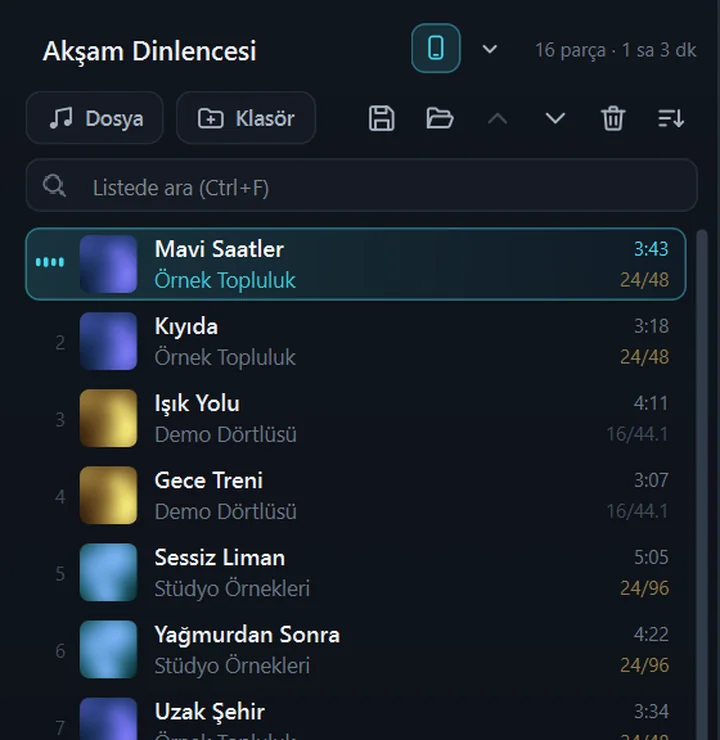 Akşam Dinlencesi
16 parça · 1 sa 3 dk
Dosya
Klasör
Listede ara (Ctrl+F)
Mavi Saatler
3:43
Örnek Topluluk
24/48
2
Kıyıda
3:18
Örnek Topluluk
24/48
3
Işık Yolu
4:11
Demo Dörtlüsü
16/44.1
4
Gece Treni
3:07
Demo Dörtlüsü
16/44.1
5
Sessiz Liman
5:05
Stüdyo Örnekleri
24/96
6
Yağmurdan Sonra
4:22
Stüdyo Örnekleri
24/96
7
Uzak Şehir
3:34